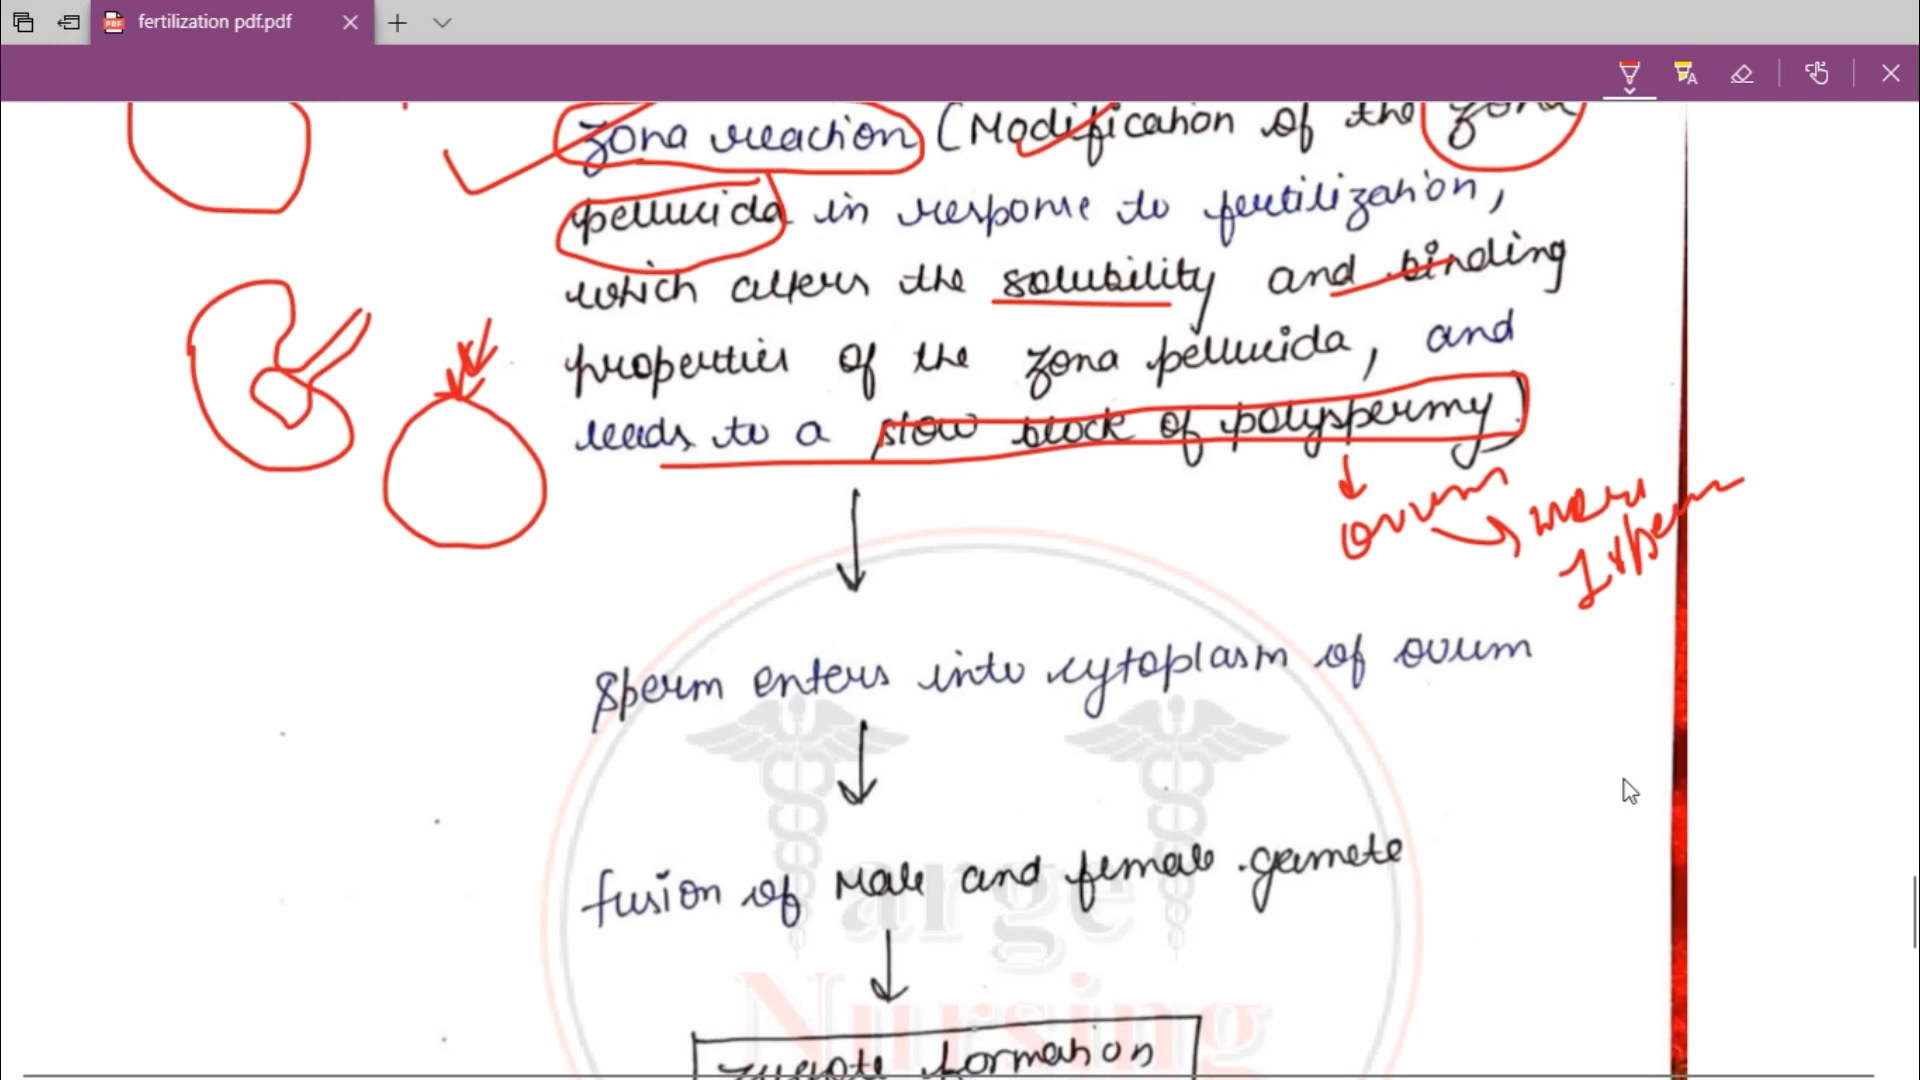 fertilization pdf.pdf
zona reaction (Modification of the zona
pellucida in response to fertilization,
which alters the solubility and binding
properties of the zona pellucida, and
leads to a slow block of polyspermy)
ovum
sperm
Sperm enters into cytoplasm of ovum
fusion of Male and female gamete
arge
Nursing
zygote formation